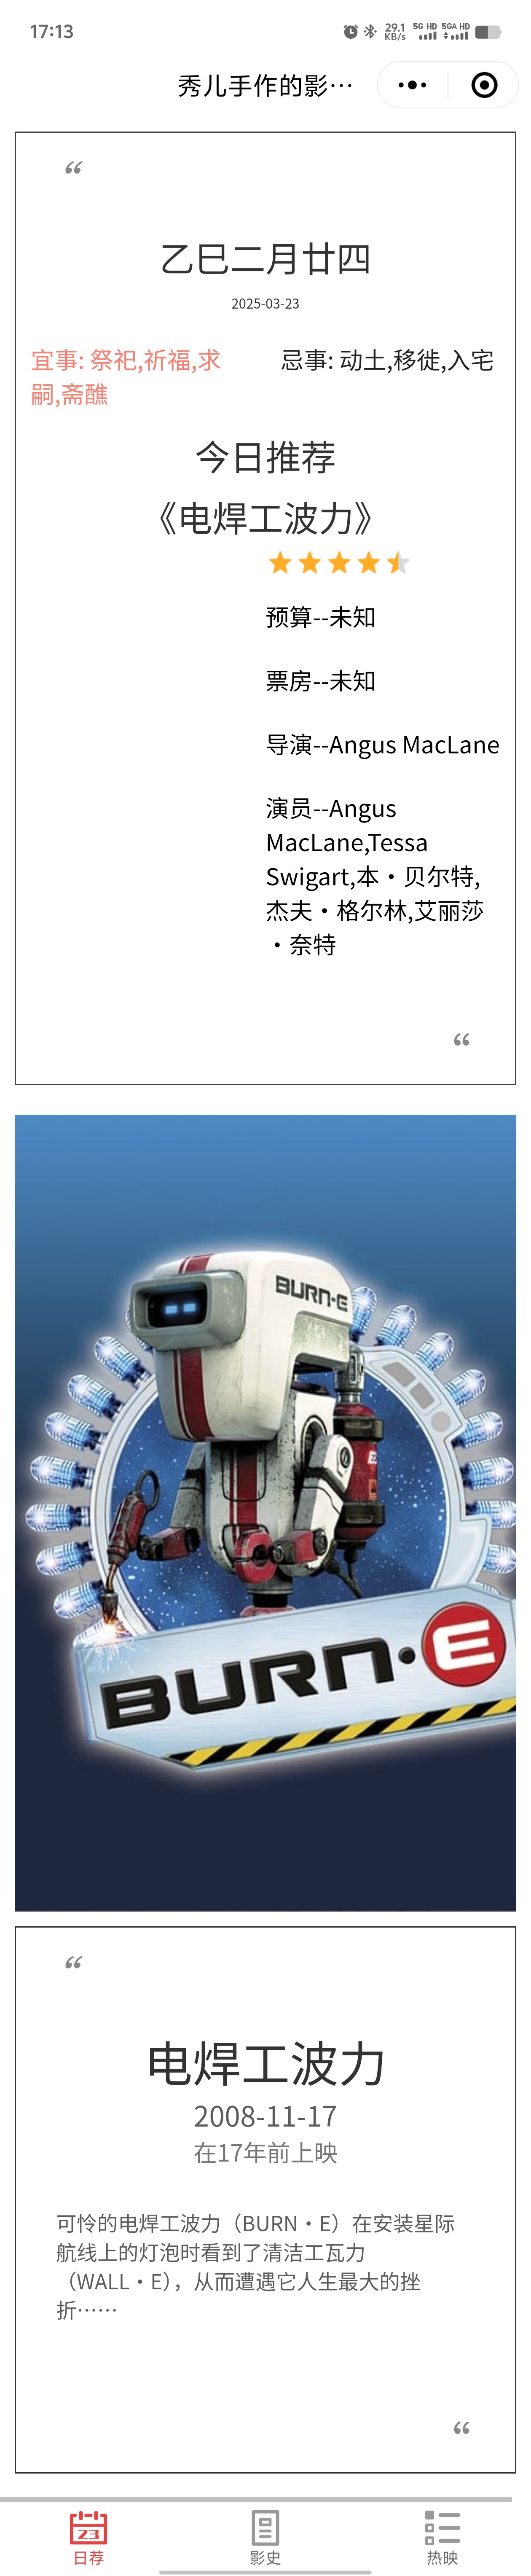 17:13
29.1 KB/s 5G HD 5GA HD
秀儿手作的影…
“
乙巳二月廿四
2025-03-23
宜事: 祭祀,祈福,求
嗣,斋醮
忌事: 动土,移徙,入宅
今日推荐
《电焊工波力》
预算--未知
票房--未知
导演--Angus MacLane
演员--Angus
MacLane,Tessa
Swigart,本・贝尔特,
杰夫・格尔林,艾丽莎
・奈特
“
BURN·E
BURN·E
“
电焊工波力
2008-11-17
在17年前上映
可怜的电焊工波力（BURN・E）在安装星际
航线上的灯泡时看到了清洁工瓦力
（WALL・E），从而遭遇它人生最大的挫
折……
“
23
日荐
影史
热映